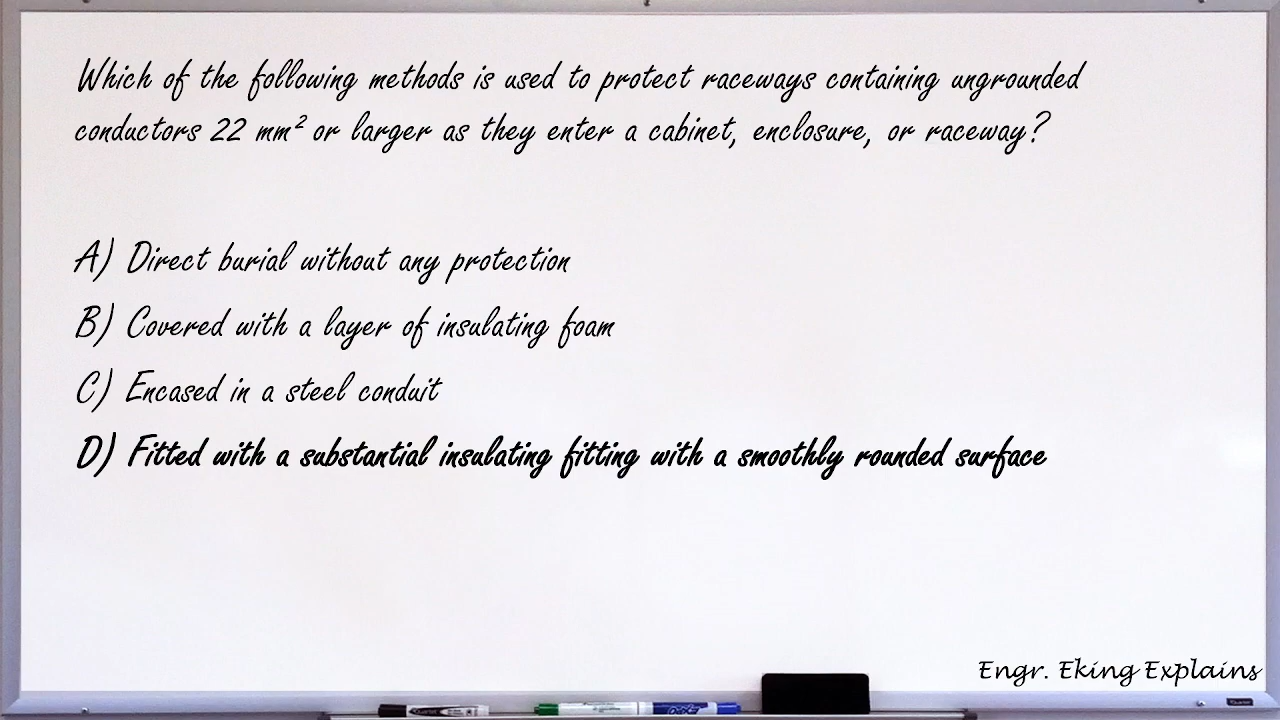 Which of the following methods is used to protect raceways containing ungrounded
conductors 22 mm² or larger as they enter a cabinet, enclosure, or raceway?
A) Direct burial without any protection
B) Covered with a layer of insulating foam
C) Encased in a steel conduit
D) Fitted with a substantial insulating fitting with a smoothly rounded surface
Engr. Eking Explains